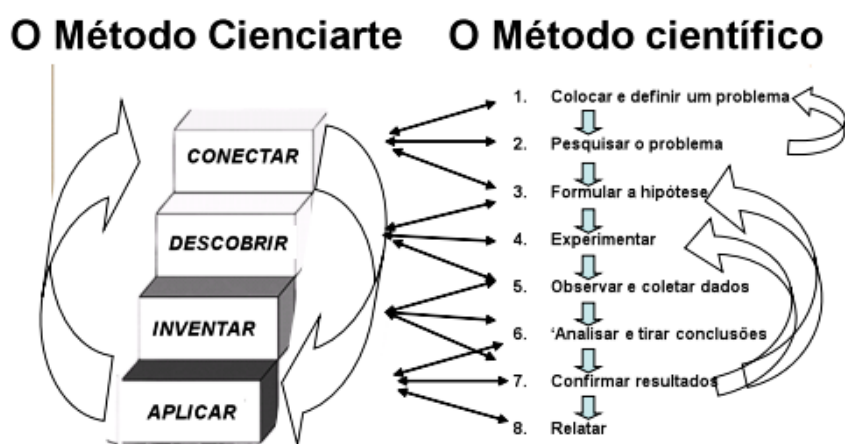 O Método Cienciarte
O Método científico
CONECTAR
DESCOBRIR
INVENTAR
APLICAR
1. Colocar e definir um problema
2. Pesquisar o problema
3. Formular a hipótese
4. Experimentar
5. Observar e coletar dados
6. 'Analisar e tirar conclusões
7. Confirmar resultados
8. Relatar